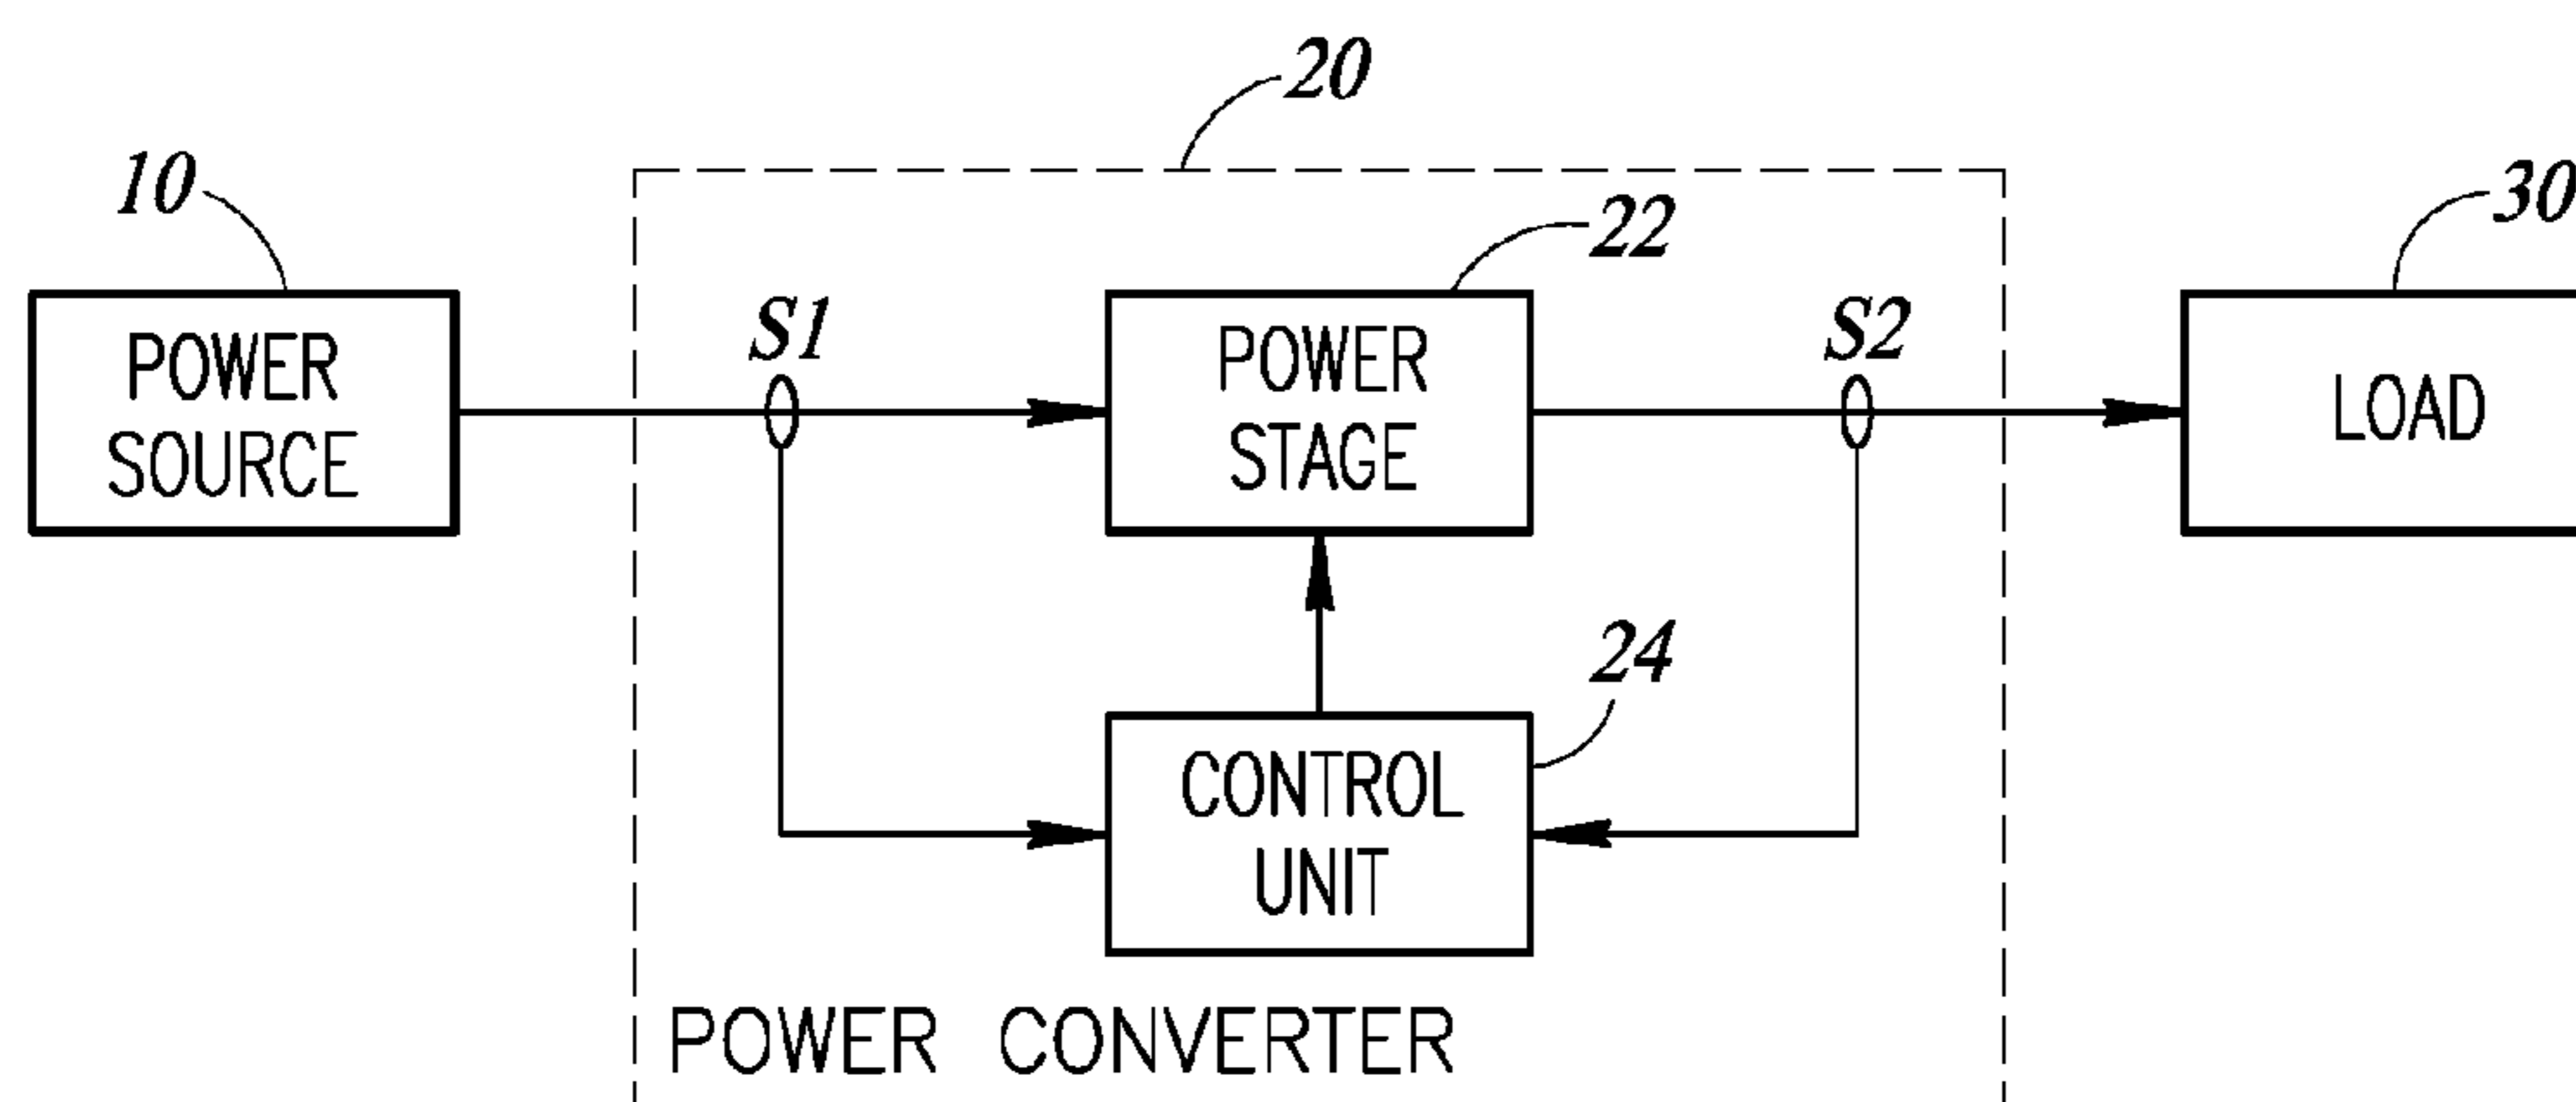 20
10
22
30
S1
S2
POWER
SOURCE
POWER
STAGE
LOAD
24
CONTROL
UNIT
POWER CONVERTER